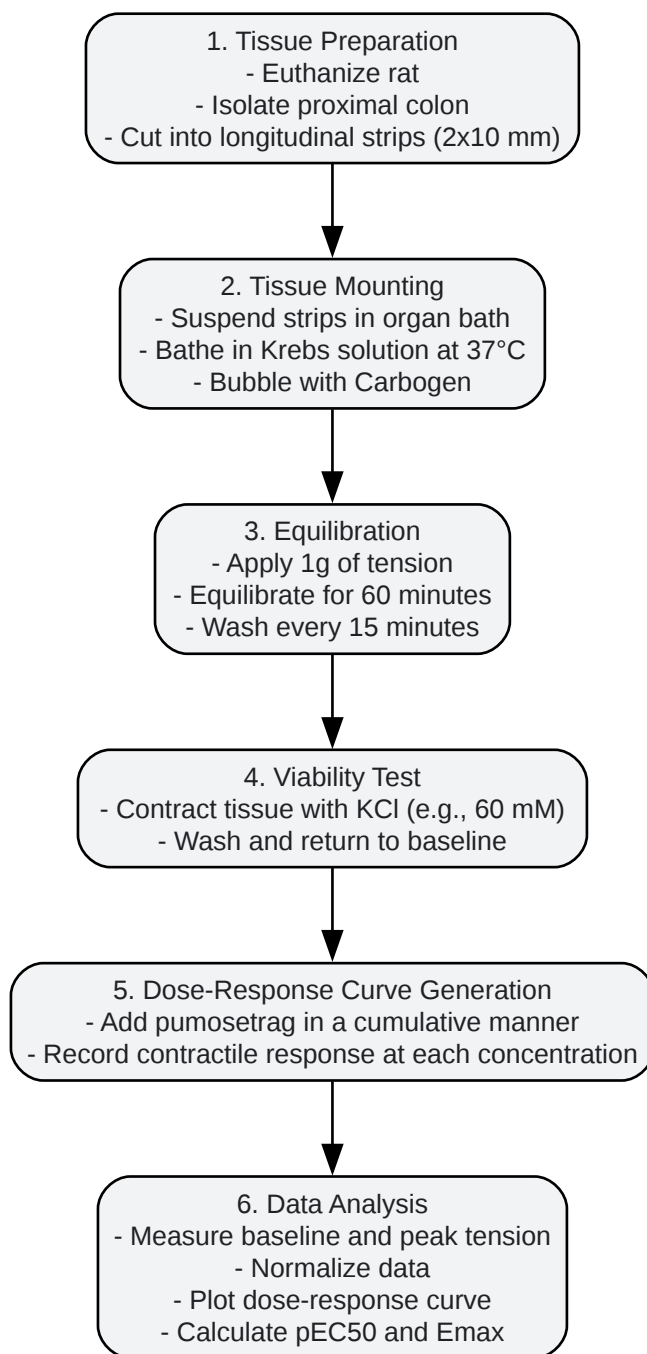 1. Tissue Preparation
- Euthanize rat
- Isolate proximal colon
- Cut into longitudinal strips (2x10 mm)
2. Tissue Mounting
- Suspend strips in organ bath
- Bathe in Krebs solution at 37°C
- Bubble with Carbogen
3. Equilibration
- Apply 1g of tension
- Equilibrate for 60 minutes
- Wash every 15 minutes
4. Viability Test
- Contract tissue with KCl (e.g., 60 mM)
- Wash and return to baseline
5. Dose-Response Curve Generation
- Add pumosetrag in a cumulative manner
- Record contractile response at each concentration
6. Data Analysis
- Measure baseline and peak tension
- Normalize data
- Plot dose-response curve
- Calculate pEC50 and Emax